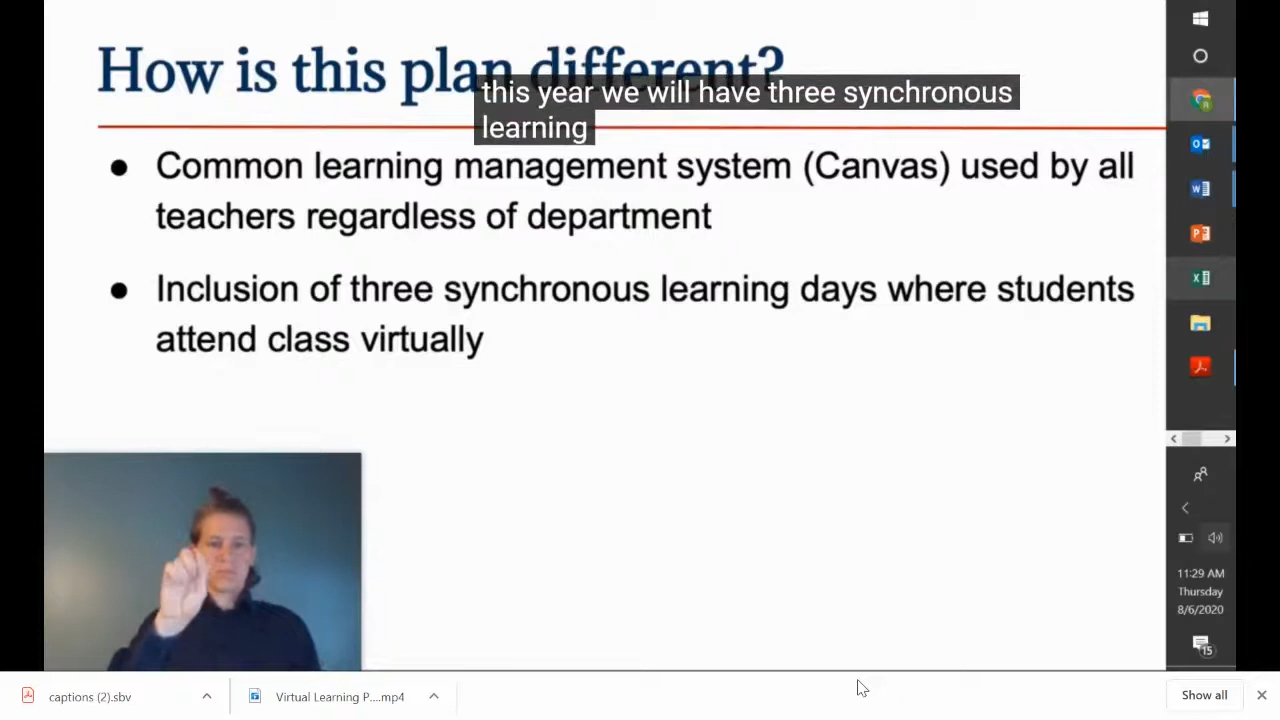 How is this plan different?
this year we will have three synchronous
learning
● Common learning management system (Canvas) used by all
teachers regardless of department
● Inclusion of three synchronous learning days where students
attend class virtually
11:29 AM
Thursday
8/6/2020
15
captions (2).sbv
Virtual Learning P....mp4
Show all